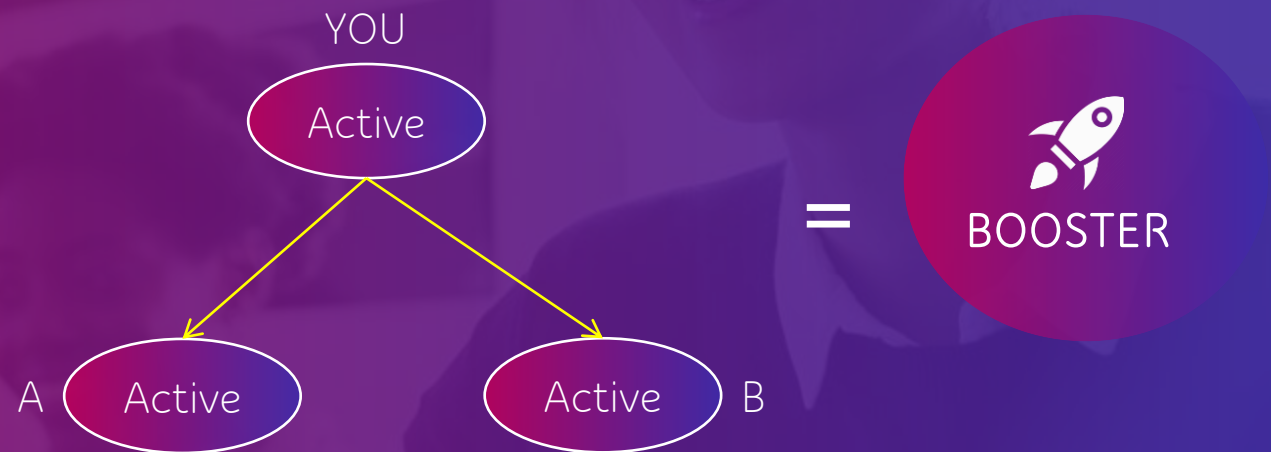 YOU
Active
=
BOOSTER
A
Active
Active
B